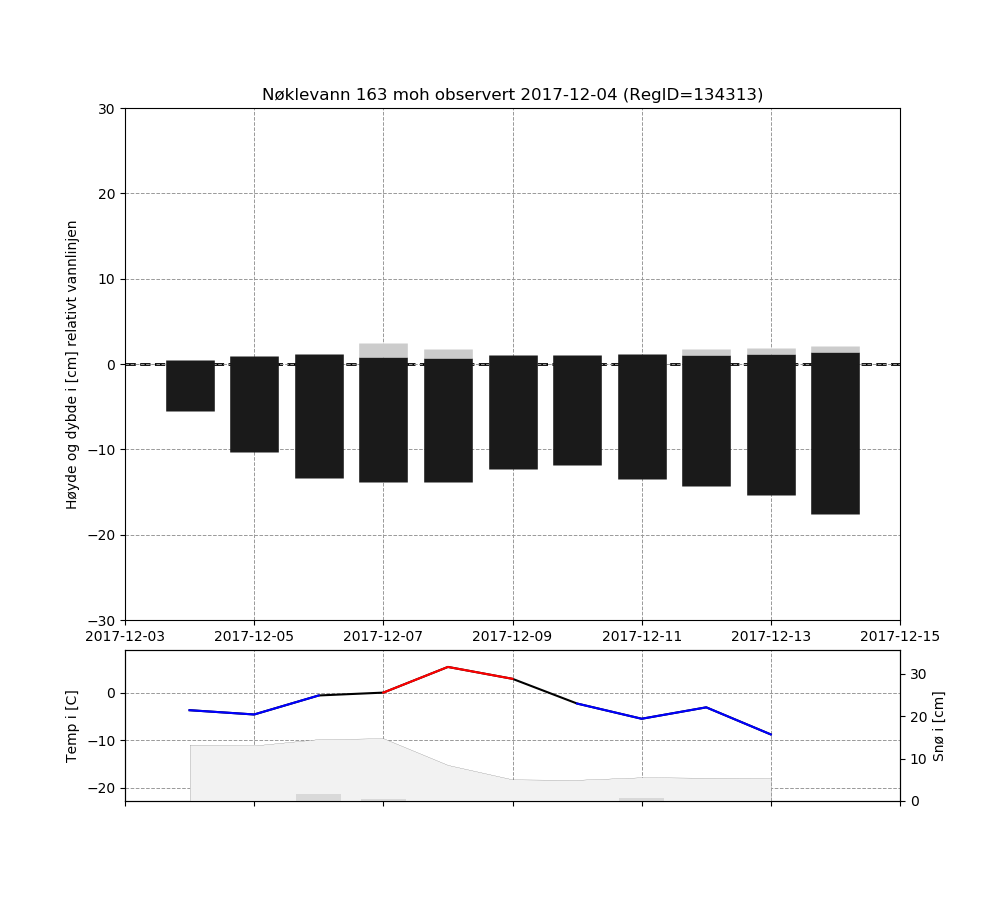 Nøklevann 163 moh observert 2017-12-04 (RegID=134313)
Høyde og dybde i [cm] relativt vannlinjen
30
20
10
0
−10
−20
−30
2017-12-03 2017-12-05 2017-12-07 2017-12-09 2017-12-11 2017-12-13 2017-12-15
Temp i [C]
0
−10
−20
30
20
10
0
Snø i [cm]